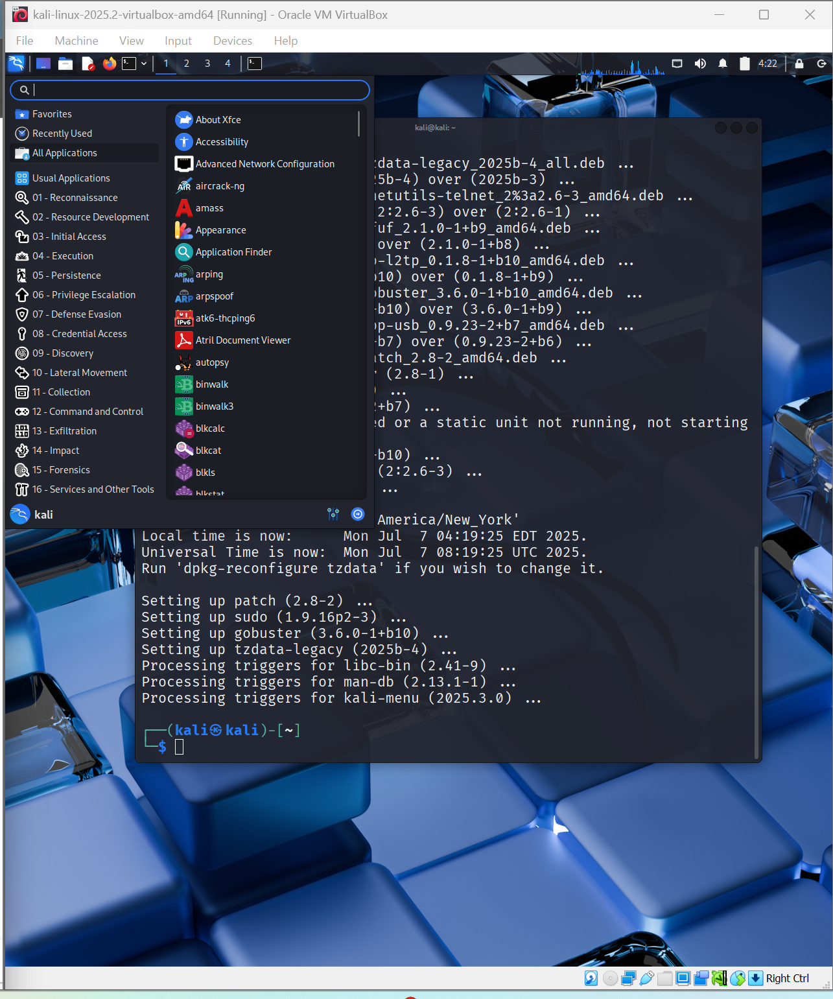 kali-linux-2025.2-virtualbox-amd64 [Running] - Oracle VM VirtualBox
File Machine View Input Devices Help
1 2 3 4 4:22
Favorites
Recently Used
All Applications
Usual Applications
01 - Reconnaissance
02 - Resource Development
03 - Initial Access
04 - Execution
05 - Persistence
06 - Privilege Escalation
07 - Defense Evasion
08 - Credential Access
09 - Discovery
10 - Lateral Movement
11 - Collection
12 - Command and Control
13 - Exfiltration
14 - Impact
15 - Forensics
16 - Services and Other Tools
About Xfce
Accessibility
Advanced Network Configuration
aircrack-ng
amass
Appearance
Application Finder
arping
arpspoof
atk6-thcping6
Atril Document Viewer
autopsy
binwalk
binwalk3
blkcalc
blkcat
blkls
blkstat
kali
kali@kali: ~
zdata-legacy_2025b-4_all.deb ...
25b-4) over (2025b-3) ...
netutils-telnet_2%3a2.6-3_amd64.deb ...
(2:2.6-3) over (2:2.6-1) ...
fuf_2.1.0-1+b9_amd64.deb ...
over (2.1.0-1+b8) ...
p-l2tp_0.1.8-1+b10_amd64.deb ...
b10) over (0.1.8-1+b9) ...
obuster_3.6.0-1+b10_amd64.deb ...
+b10) over (3.6.0-1+b9) ...
pp-usb_0.9.23-2+b7_amd64.deb ...
+b7) over (0.9.23-2+b6) ...
atch_2.8-2_amd64.deb ...
r (2.8-1) ...
) ...
2+b7) ...
ed or a static unit not running, not starting
+b10) ...
(2:2.6-3) ...
...
America/New_York'
Local time is now:      Mon Jul  7 04:19:25 EDT 2025.
Universal Time is now:  Mon Jul  7 08:19:25 UTC 2025.
Run 'dpkg-reconfigure tzdata' if you wish to change it.
Setting up patch (2.8-2) ...
Setting up sudo (1.9.16p2-3) ...
Setting up gobuster (3.6.0-1+b10) ...
Setting up tzdata-legacy (2025b-4) ...
Processing triggers for libc-bin (2.41-9) ...
Processing triggers for man-db (2.13.1-1) ...
Processing triggers for kali-menu (2025.3.0) ...
┌──(kali㉿kali)-[~]
└─$
Right Ctrl